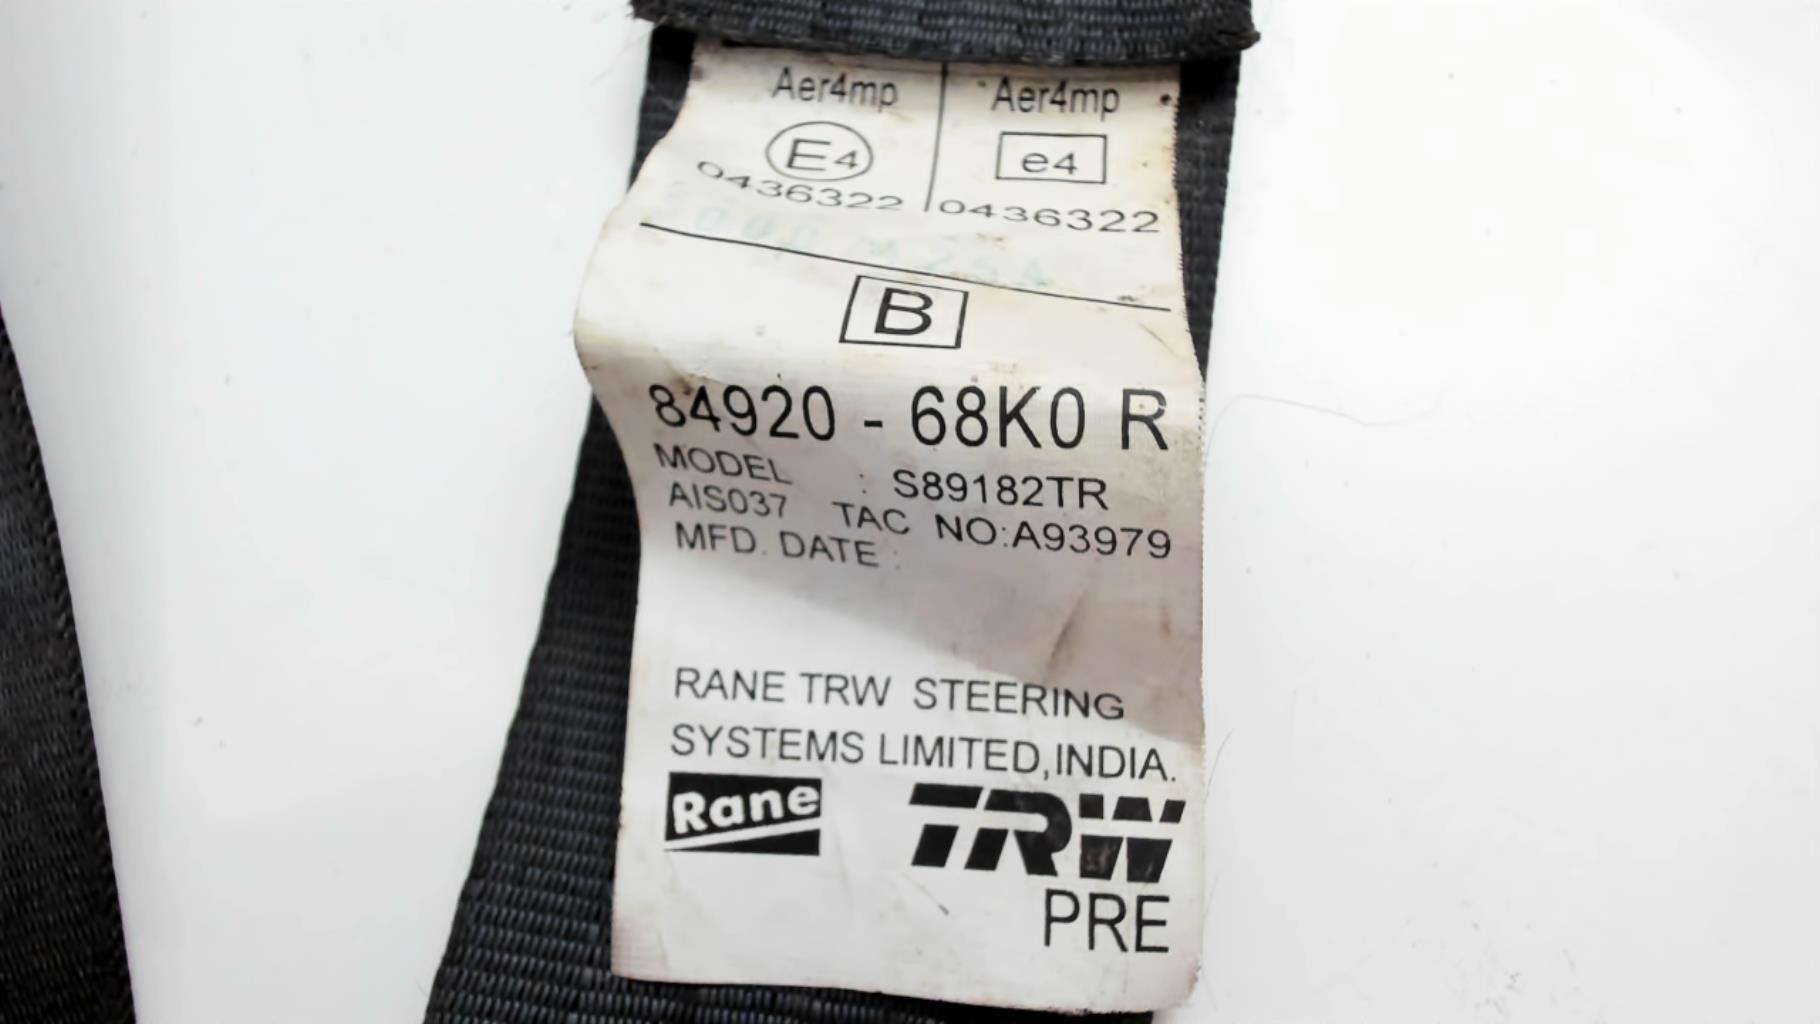 Aer4mp Aer4mp
E4 e4
0436322 0436322
B
84920 - 68K0 R
MODEL : S89182TR
AIS037 TAC NO:A93979
MFD. DATE :
RANE TRW STEERING
SYSTEMS LIMITED,INDIA.
Rane TRW
PRE